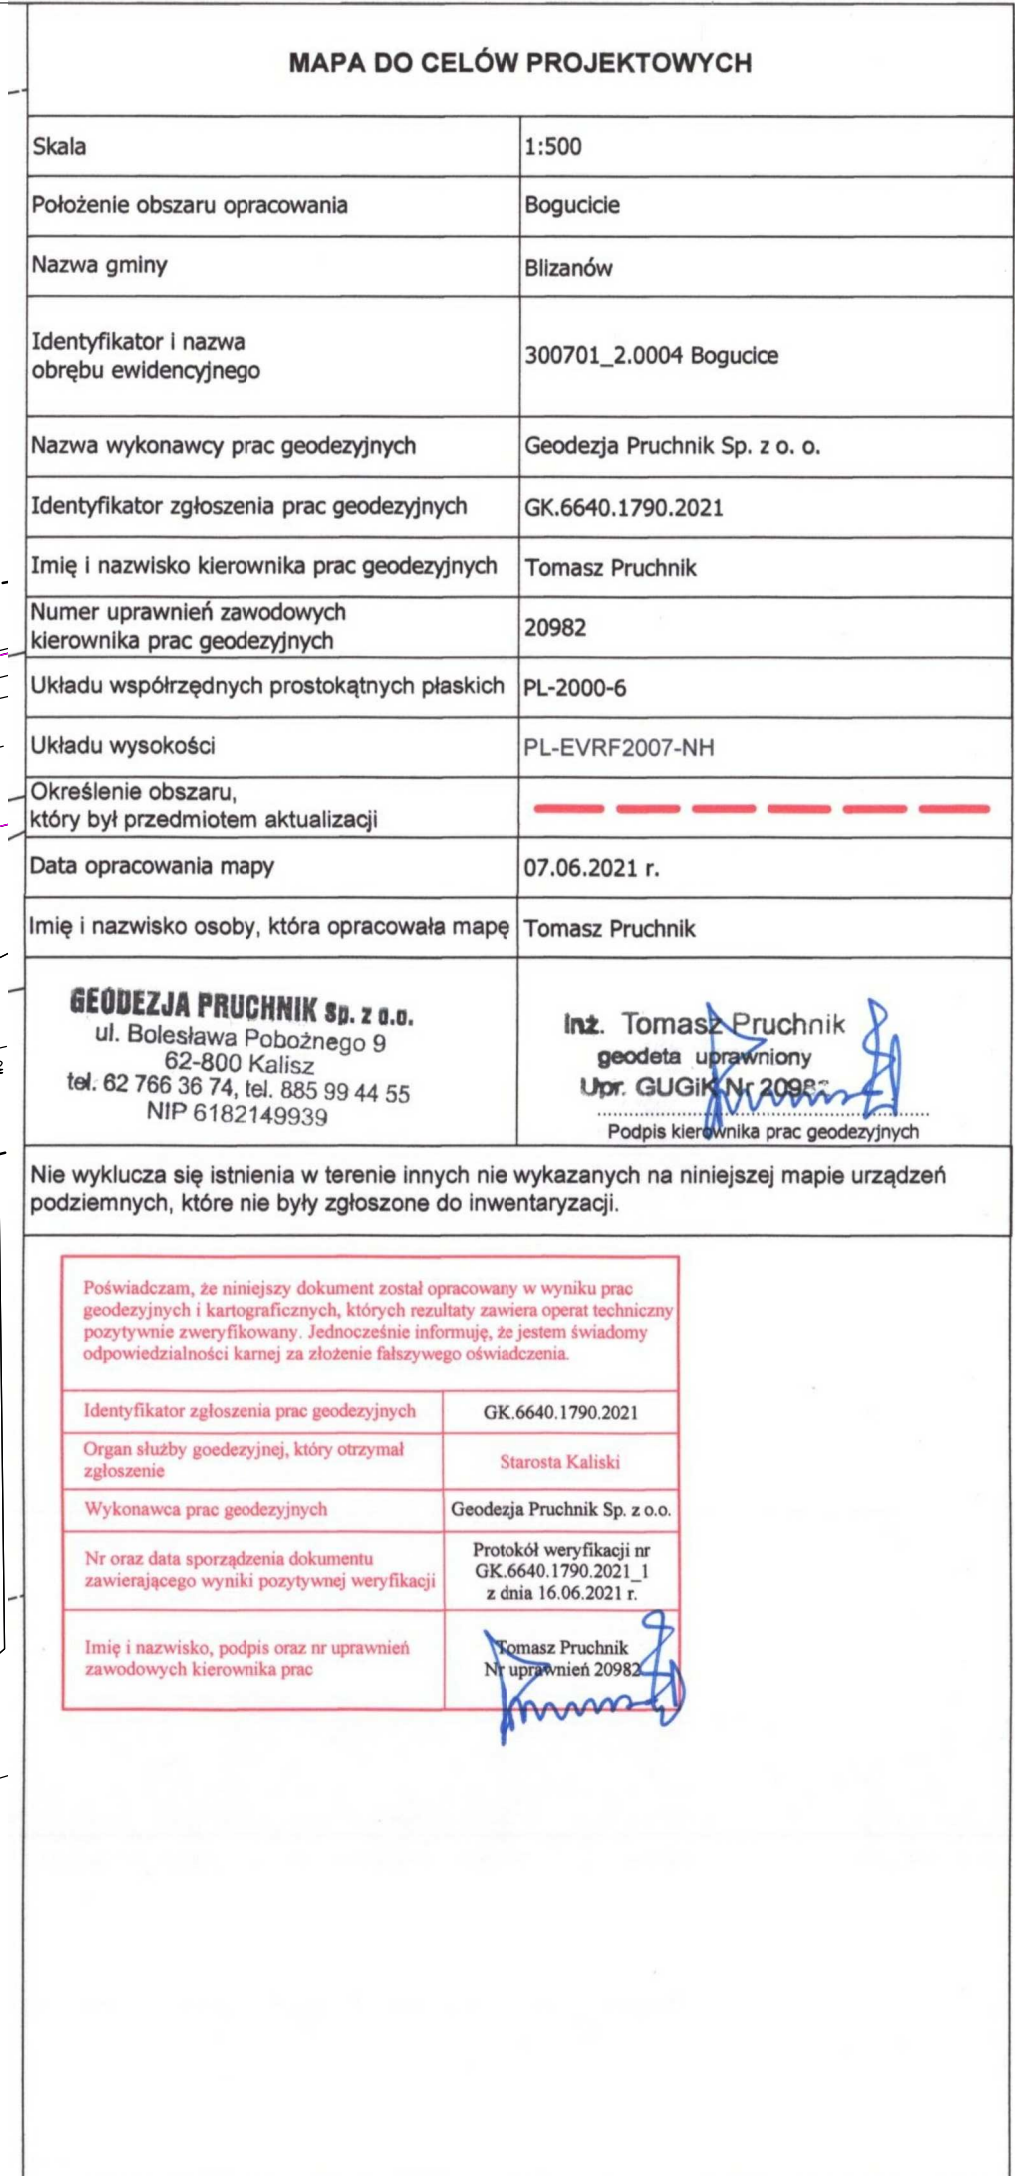 MAPA DO CELÓW PROJEKTOWYCH
Skala 1:500
Położenie obszaru opracowania Bogucicie
Nazwa gminy Blizanów
Identyfikator i nazwa
obrębu ewidencyjnego 300701_2.0004 Bogucice
Nazwa wykonawcy prac geodezyjnych Geodezja Pruchnik Sp. z o. o.
Identyfikator zgłoszenia prac geodezyjnych GK.6640.1790.2021
Imię i nazwisko kierownika prac geodezyjnych Tomasz Pruchnik
Numer uprawnień zawodowych
kierownika prac geodezyjnych 20982
Układu współrzędnych prostokątnych płaskich PL-2000-6
Układu wysokości PL-EVRF2007-NH
Określenie obszaru,
który był przedmiotem aktualizacji
Data opracowania mapy 07.06.2021 r.
Imię i nazwisko osoby, która opracowała mapę Tomasz Pruchnik
GEODEZJA PRUCHNIK Sp. z o.o.
ul. Bolesława Pobożnego 9
62-800 Kalisz
tel. 62 766 36 74, tel. 885 99 44 55
NIP 6182149939
inż. Tomasz Pruchnik
geodeta uprawniony
Upr. GUGiK Nr 20982
Podpis kierownika prac geodezyjnych
Nie wyklucza się istnienia w terenie innych nie wykazanych na niniejszej mapie urządzeń
podziemnych, które nie były zgłoszone do inwentaryzacji.
Poświadczam, że niniejszy dokument został opracowany w wyniku prac
geodezyjnych i kartograficznych, których rezultaty zawiera operat techniczny
pozytywnie zweryfikowany. Jednocześnie informuję, że jestem świadomy
odpowiedzialności karnej za złożenie fałszywego oświadczenia.
Identyfikator zgłoszenia prac geodezyjnych GK.6640.1790.2021
Organ służby goedezyjnej, który otrzymał
zgłoszenie Starosta Kaliski
Wykonawca prac geodezyjnych Geodezja Pruchnik Sp. z o.o.
Nr oraz data sporządzenia dokumentu
zawierającego wyniki pozytywnej weryfikacji
Protokół weryfikacji nr
GK.6640.1790.2021_1
z dnia 16.06.2021 r.
Imię i nazwisko, podpis oraz nr uprawnień
zawodowych kierownika prac
Tomasz Pruchnik
Nr uprawnień 20982